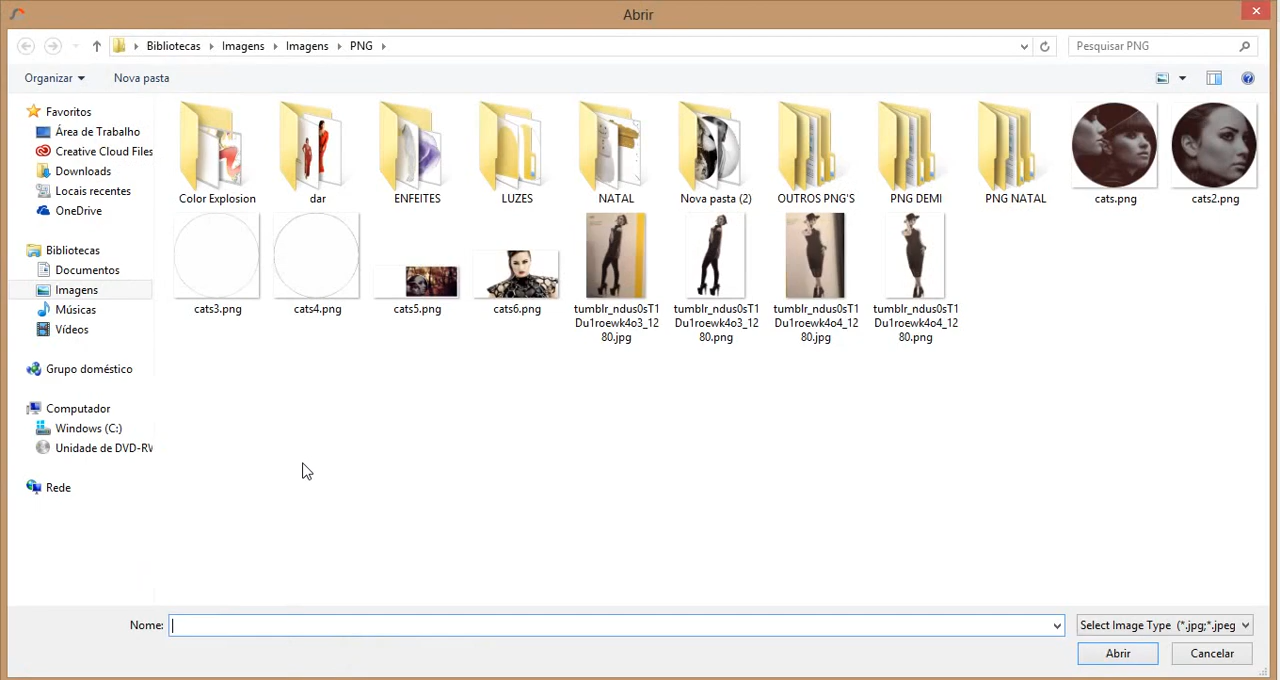 Abrir
Bibliotecas
Imagens
Imagens
PNG
Pesquisar PNG
Organizar
Nova pasta
Favoritos
Área de Trabalho
Creative Cloud Files
Downloads
Locais recentes
OneDrive
Bibliotecas
Documentos
Imagens
Músicas
Vídeos
Grupo doméstico
Computador
Windows (C:)
Unidade de DVD-RW
Rede
Color Explosion
dar
ENFEITES
LUZES
NATAL
Nova pasta (2)
OUTROS PNG'S
PNG DEMI
PNG NATAL
cats.png
cats2.png
cats3.png
cats4.png
cats5.png
cats6.png
tumblr_ndus0sT1
Du1roewk4o3_12
80.jpg
tumblr_ndus0sT1
Du1roewk4o3_12
80.png
tumblr_ndus0sT1
Du1roewk4o4_12
80.jpg
tumblr_ndus0sT1
Du1roewk4o4_12
80.png
Nome:
Select Image Type (*.jpg;*.jpeg
Abrir
Cancelar